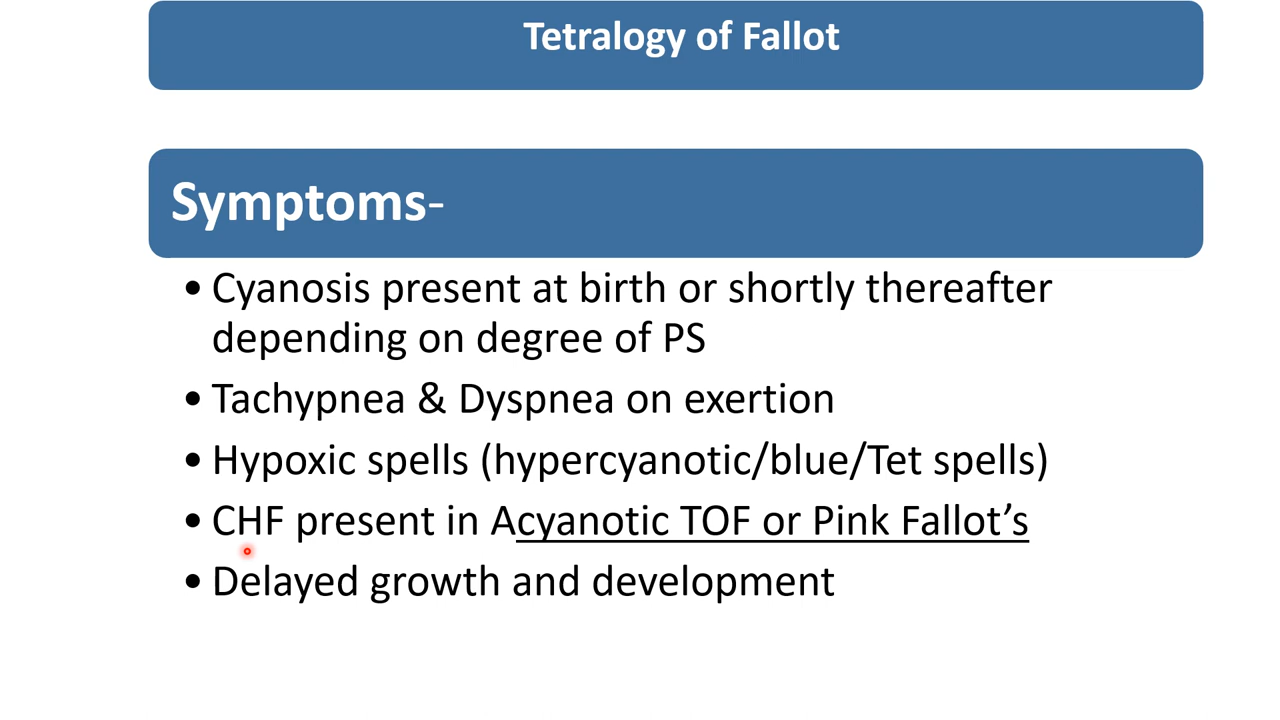 Tetralogy of Fallot
Symptoms-
• Cyanosis present at birth or shortly thereafter
depending on degree of PS
• Tachypnea & Dyspnea on exertion
• Hypoxic spells (hypercyanotic/blue/Tet spells)
• CHF present in Acyanotic TOF or Pink Fallot’s
• Delayed growth and development